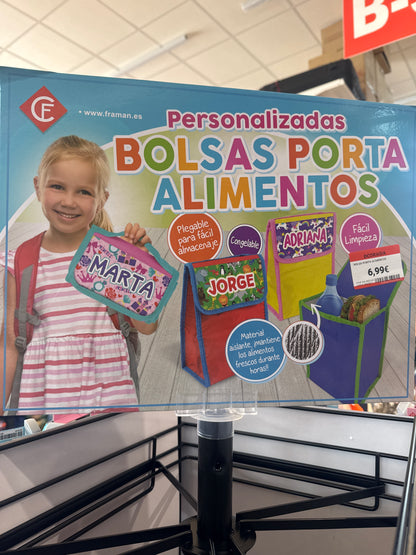 B-
CF
• www.framan.es
Personalizadas
BOLSAS PORTA
ALIMENTOS
Plegable
para fácil
almacenaje
Congelable
ADRIANA
Fácil
Limpieza
MARTA
JORGE
6,99€
Material
aislante, ¡mantiene
los alimentos
frescos durante
horas!!